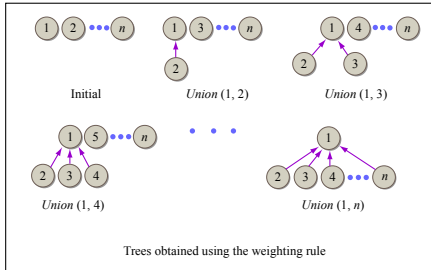 1 2 ••• n
1 3 ••• n
2
1 4 ••• n
2 3
Initial
Union (1, 2)
Union (1, 3)
1 5 ••• n
2 3 4
Union (1, 4)
• • •
1
2 3 4 ••• n
Union (1, n)
Trees obtained using the weighting rule